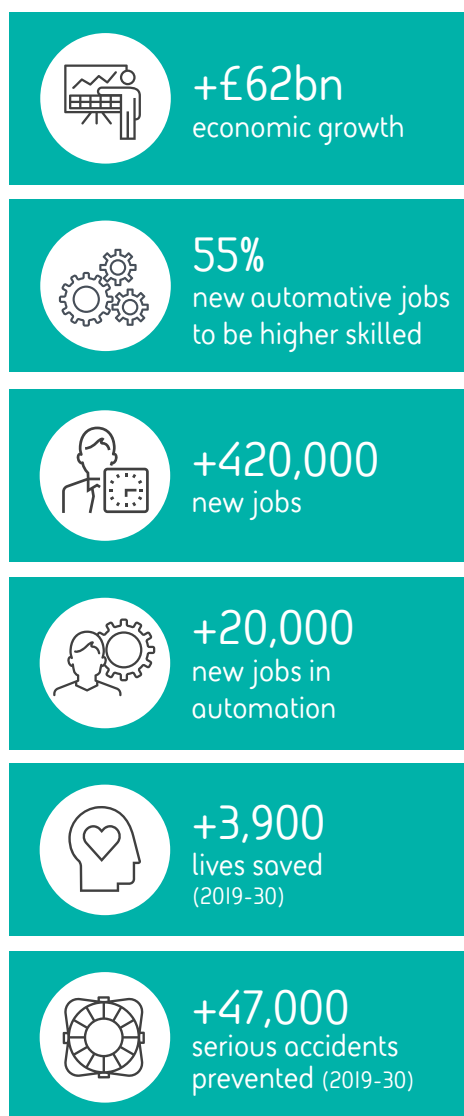 +£62bn
economic growth
55%
new automative jobs
to be higher skilled
+420,000
new jobs
+20,000
new jobs in
automation
+3,900
lives saved
(2019-30)
+47,000
serious accidents
prevented (2019-30)